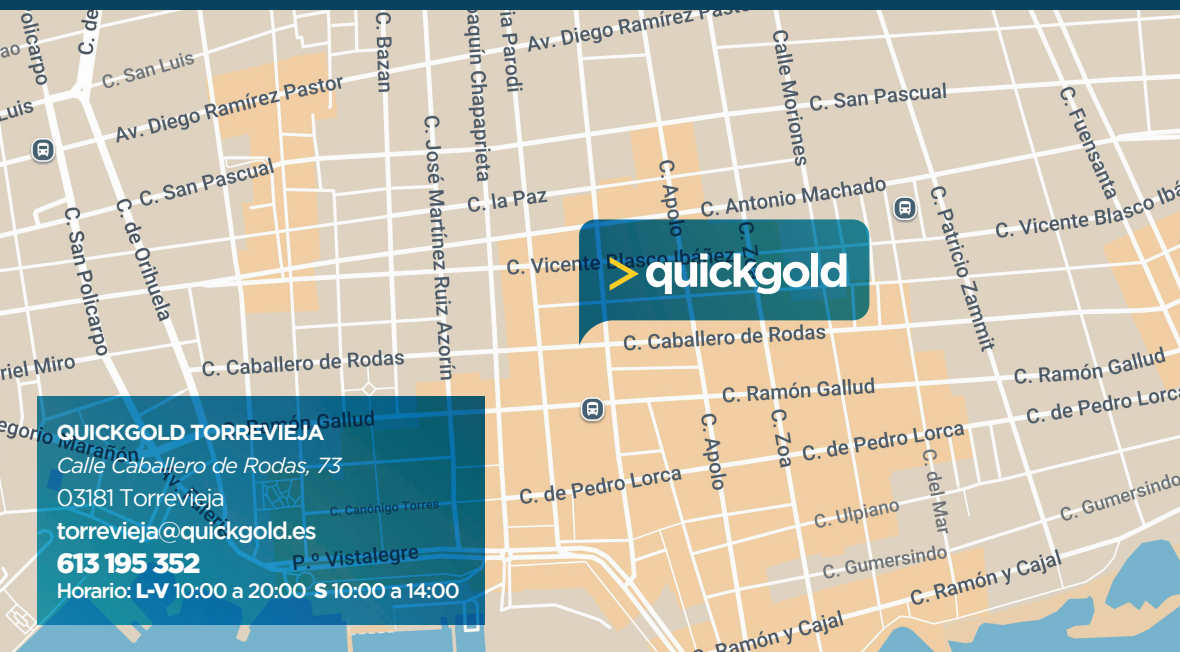 C. de
C. Bazan
Av. Diego Ramírez
Calle Moriones
C. San Luis
Luis
Av. Diego Ramírez Pastor
C. San Pascual
C. Fuensanta
C. José Martínez Ruiz Azorín
C. San Pascual
C. la Paz
C. Apolo
C. Antonio Machado
C. Patricio Zammit
C. San Policarpo
C. de Orihuela
C. Vicente Blasco Ibáñez
C. Vicente Blasco
> quickgold
C. Caballero de Rodas
C. Caballero de Rodas
C. Ramón Gallud
C. Ramón Gallud
Ramón Gallud
QUICKGOLD TORREVIEJA
Calle Caballero de Rodas, 73
03181 Torrevieja
torrevieja@quickgold.es
613 195 352
Horario: L-V 10:00 a 20:00 S 10:00 a 14:00
C. Canónigo Torres
P.º Vistalegre
C. Apolo
C. Zoa
C. de Pedro Lorca
C. de Pedro Lorca
C. de Pedro Lorca
C. del Mar
C. Ulpiano
C. Gumersindo
C. Gumersindo
C. Ramón y Cajal
Ramón y Cajal